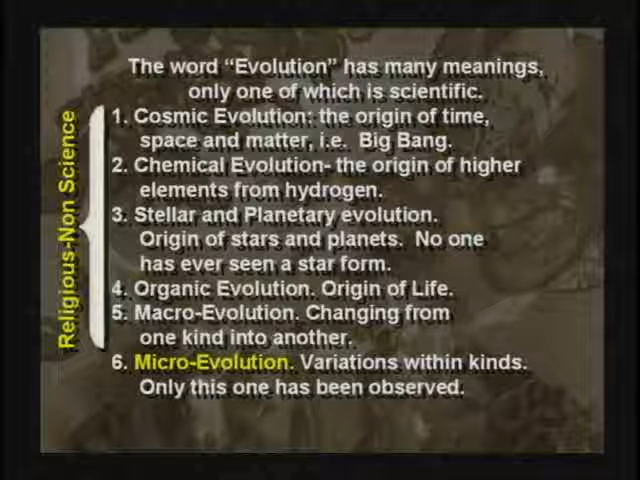 The word “Evolution” has many meanings,
only one of which is scientific.
Religious-Non Science
1. Cosmic Evolution: the origin of time,
space and matter, i.e. Big Bang.
2. Chemical Evolution- the origin of higher
elements from hydrogen.
3. Stellar and Planetary evolution.
Origin of stars and planets. No one
has ever seen a star form.
4. Organic Evolution. Origin of Life.
5. Macro-Evolution. Changing from
one kind into another.
6. Micro-Evolution. Variations within kinds.
Only this one has been observed.